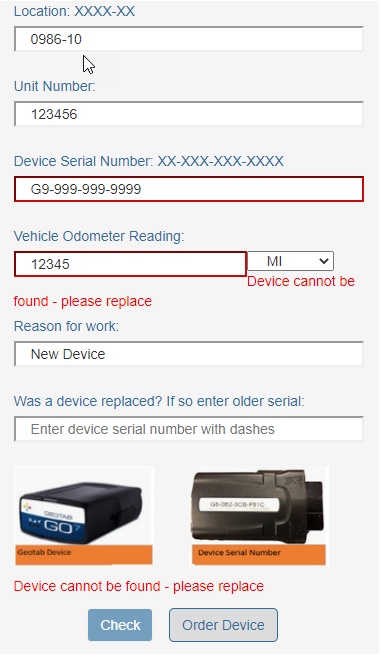 Location: XXXX-XX
0986-10
Unit Number:
123456
Device Serial Number: XX-XXX-XXX-XXXX
G9-999-999-9999
Vehicle Odometer Reading:
12345 MI
Device cannot be
found - please replace
Reason for work:
New Device
Was a device replaced? If so enter older serial:
Enter device serial number with dashes
GEOTAB
GO7
G6-0B2-3CB-F81C
Geotab Device
Device Serial Number
Device cannot be found - please replace
Check Order Device